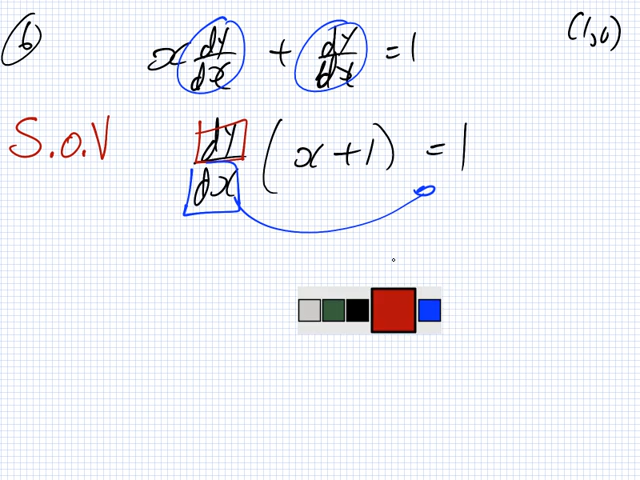 6 x dy/dx + dy/dx = 1 (1,0)
S.O.V dy/dx (x + 1) = 1